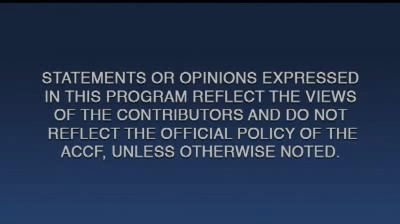 STATEMENTS OR OPINIONS EXPRESSED
IN THIS PROGRAM REFLECT THE VIEWS
OF THE CONTRIBUTORS AND DO NOT
REFLECT THE OFFICIAL POLICY OF THE
ACCF, UNLESS OTHERWISE NOTED.